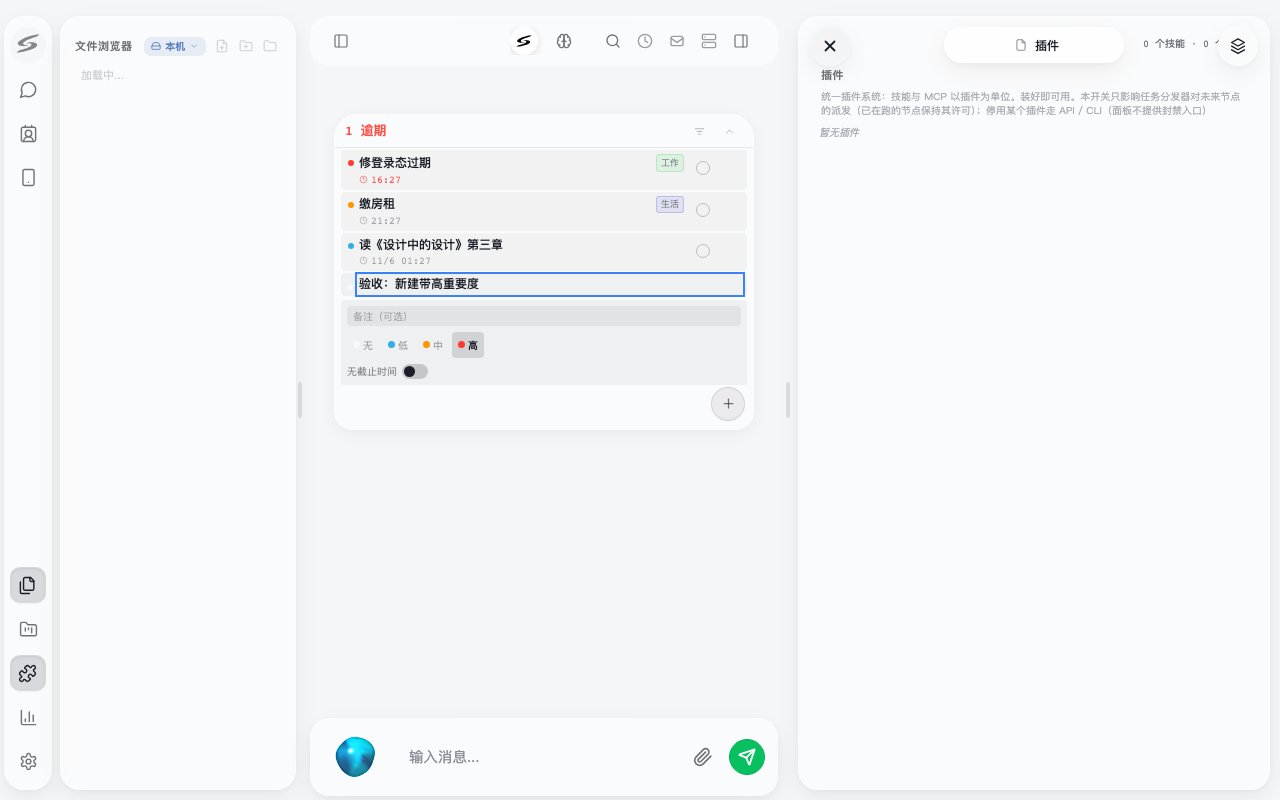 文件浏览器
本机
加载中...
1 逾期
修登录态过期
16:27
工作
缴房租
21:27
生活
读《设计中的设计》第三章
11/6 01:27
验收：新建带高重要度
备注（可选）
无
低
中
高
无截止时间
输入消息...
插件
0 个技能 · 0
插件
统一插件系统：技能与 MCP 以插件为单位。装好即可用。本开关只影响任务分发器对未来节点
的派发（已在跑的节点保持其许可）；停用某个插件走 API / CLI（面板不提供封禁入口）
暂无插件